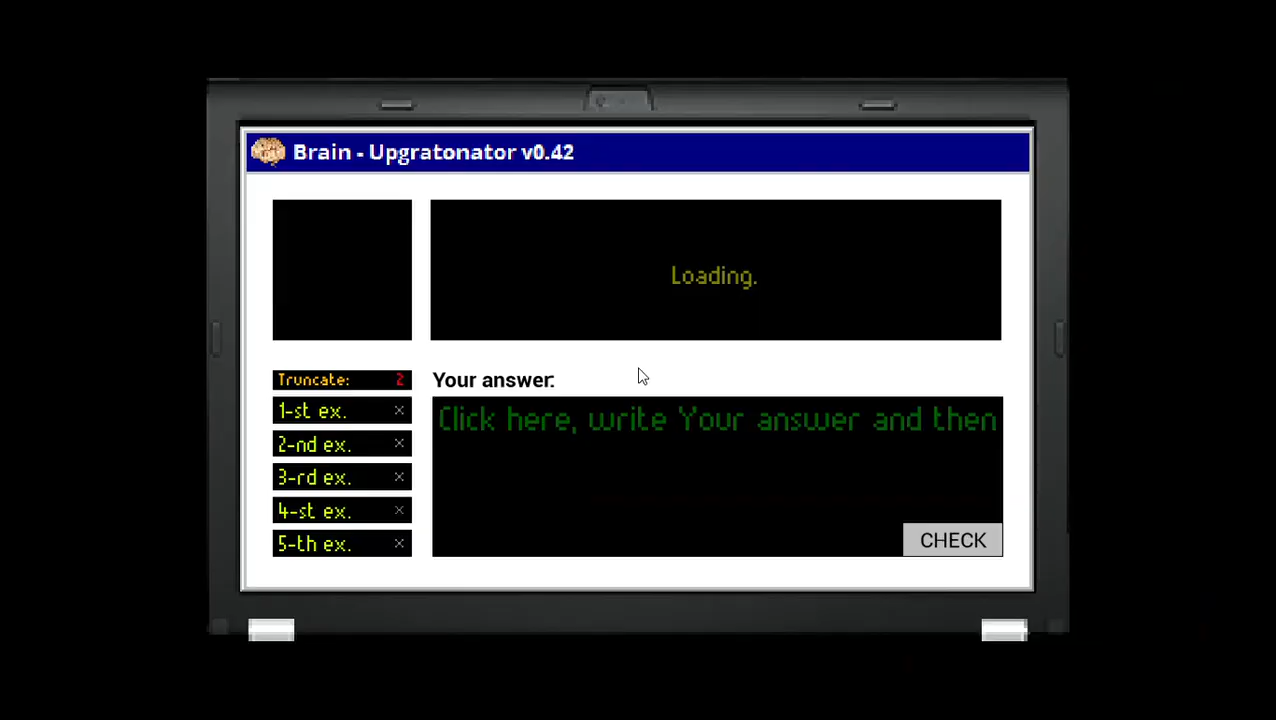 Brain - Upgratonator v0.42
Loading.
Truncate: 2
Your answer:
1-st ex. ×
Click here, write Your answer and then
2-nd ex. ×
3-rd ex. ×
4-st ex. ×
5-th ex. ×
CHECK